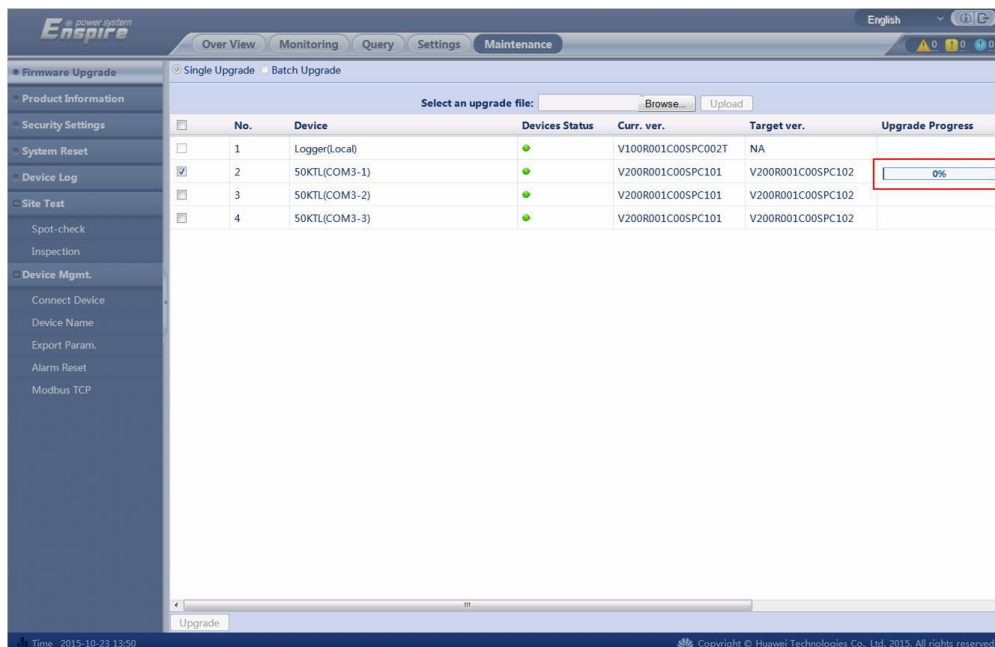 power system
Enspire
English
Over View Monitoring Query Settings Maintenance
0 0 0
Firmware Upgrade
Single Upgrade Batch Upgrade
Product Information
Select an upgrade file: Browse... Upload
Security Settings
No. Device Devices Status Curr. ver. Target ver. Upgrade Progress
System Reset
1 Logger(Local) V100R001C00SPC002T NA
Device Log
2 50KTL(COM3-1) V200R001C00SPC101 V200R001C00SPC102 0%
Site Test
3 50KTL(COM3-2) V200R001C00SPC101 V200R001C00SPC102
4 50KTL(COM3-3) V200R001C00SPC101 V200R001C00SPC102
Spot-check
Inspection
Device Mgmt.
Connect Device
Device Name
Export Param.
Alarm Reset
Modbus TCP
Upgrade
Time 2015-10-23 13:50
Copyright © Huawei Technologies Co., Ltd. 2015. All rights reserved